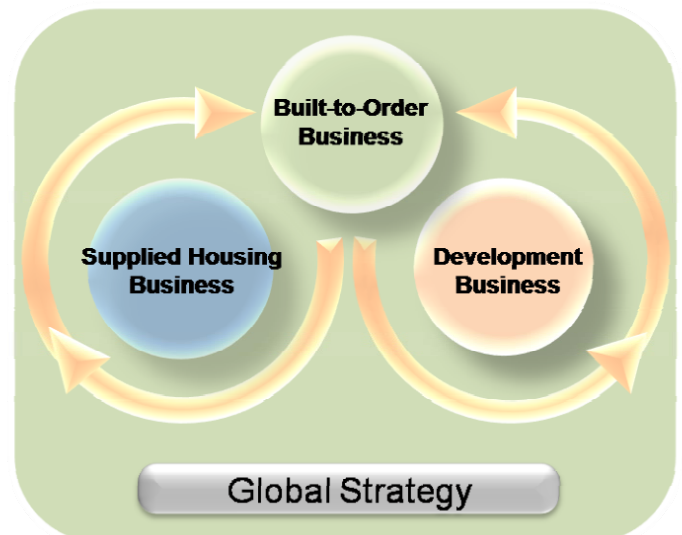 Built-to-Order
Business
Supplied Housing
Business
Development
Business
Global Strategy